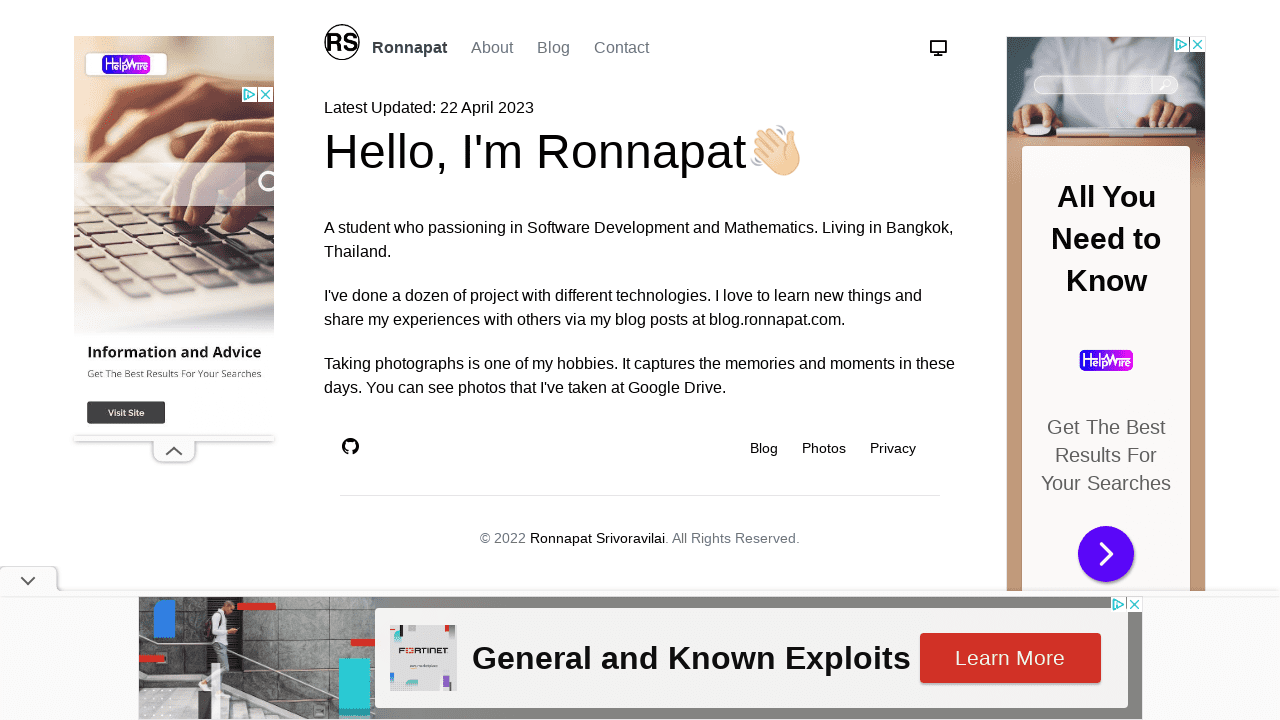 RS
Ronnapat About Blog Contact
Latest Updated: 22 April 2023
Hello, I'm Ronnapat👋🏻
A student who passioning in Software Development and Mathematics. Living in Bangkok,
Thailand.
I've done a dozen of project with different technologies. I love to learn new things and
share my experiences with others via my blog posts at blog.ronnapat.com.
Taking photographs is one of my hobbies. It captures the memories and moments in these
days. You can see photos that I've taken at Google Drive.
Blog Photos Privacy
© 2022 Ronnapat Srivoravilai. All Rights Reserved.
HelpWire
Information and Advice
Get The Best Results For Your Searches
Visit Site
All You
Need to
Know
HelpWire
Get The Best
Results For
Your Searches
FORTINET
General and Known Exploits
Learn More